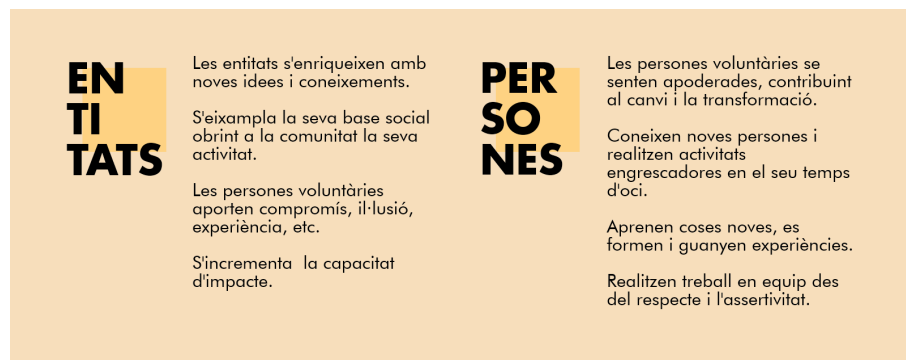 EN
TI
TATS
Les entitats s'enriqueixen amb
noves idees i coneixements.
S'eixampla la seva base social
obrint a la comunitat la seva
activitat.
Les persones voluntàries
aporten compromís, il·lusió,
experiència, etc.
S'incrementa  la capacitat
d'impacte.
PER
SO
NES
Les persones voluntàries se
senten apoderades, contribuint
al canvi i la transformació.
Coneixen noves persones i
realitzen activitats
engrescadores en el seu temps
d'oci.
Aprenen coses noves, es
formen i guanyen experiències.
Realitzen treball en equip des
del respecte i l'assertivitat.